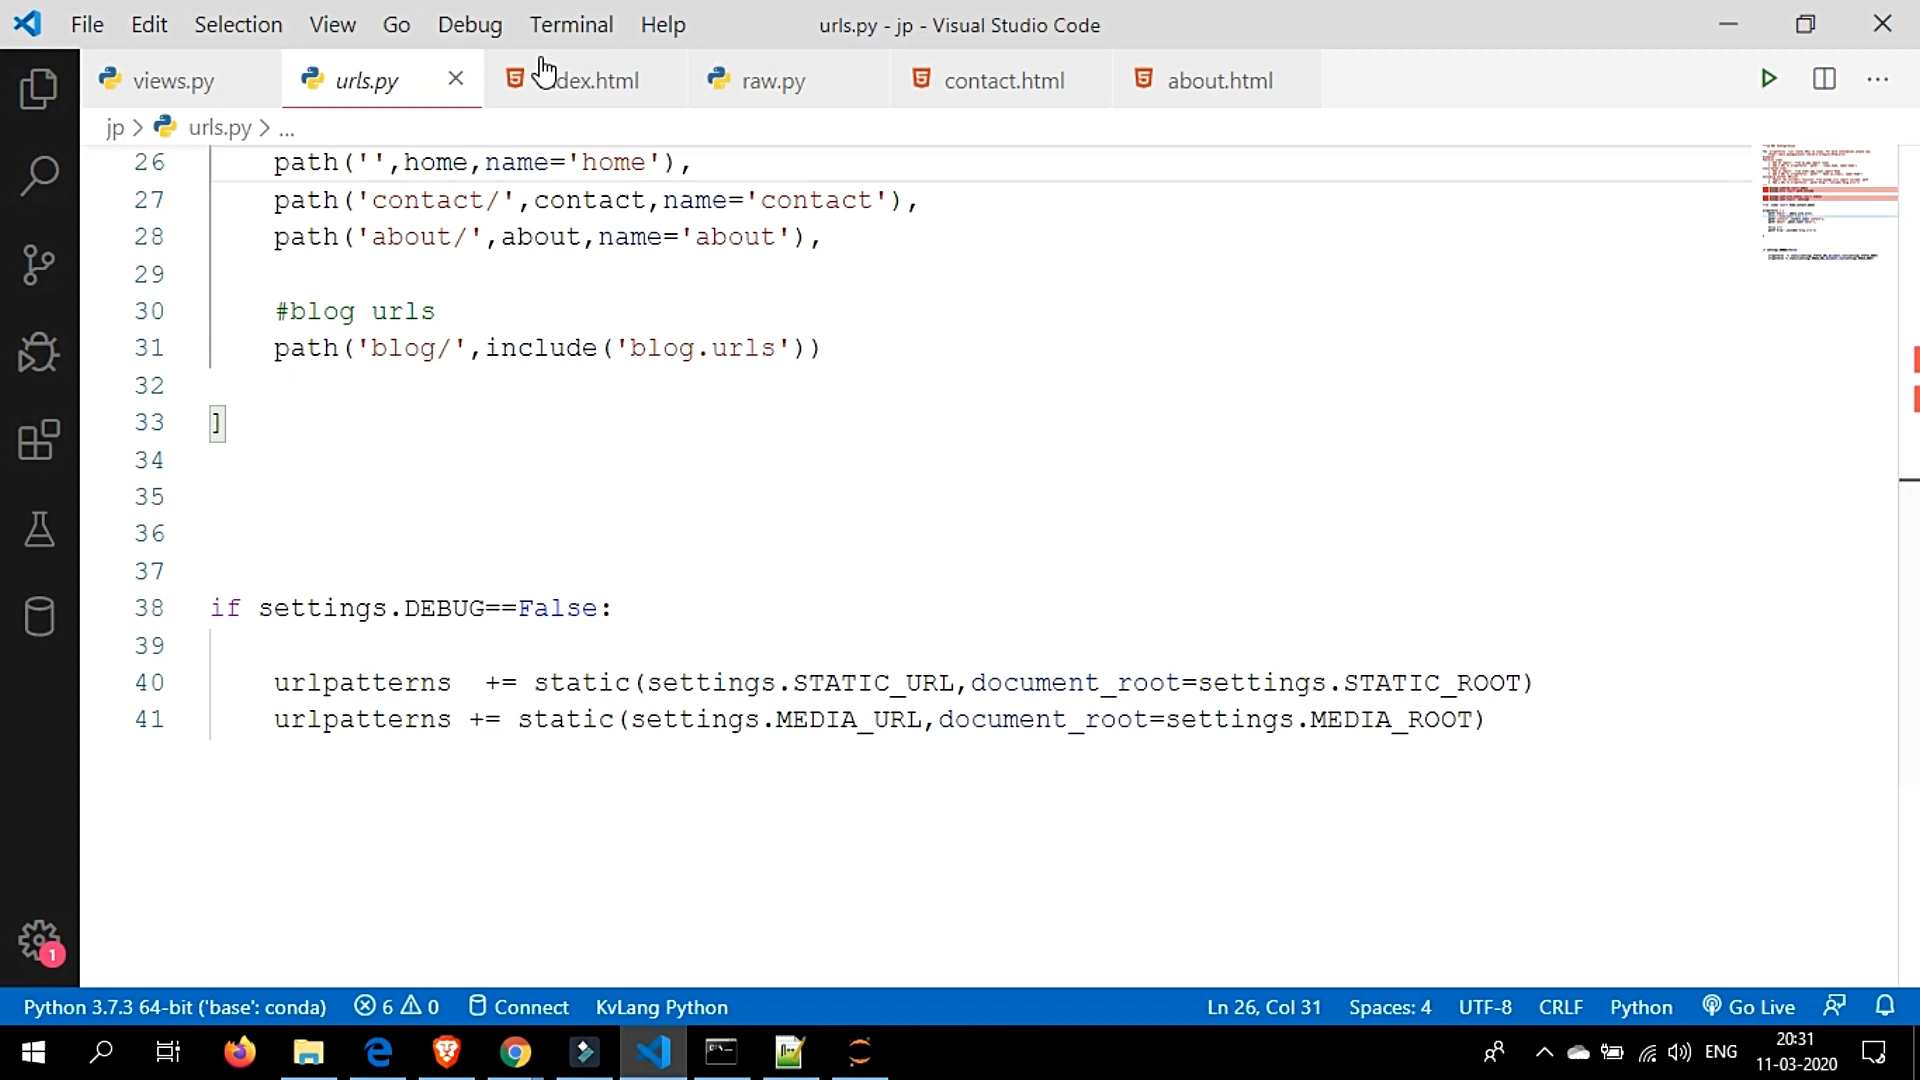 File Edit Selection View Go Debug Terminal Help urls.py - jp - Visual Studio Code
views.py urls.py dex.html raw.py contact.html about.html
jp > urls.py > ...
26 path('',home,name='home'),
27 path('contact/',contact,name='contact'),
28 path('about/',about,name='about'),
29
30 #blog urls
31 path('blog/',include('blog.urls'))
32
33 ]
34
35
36
37
38 if settings.DEBUG==False:
39
40 urlpatterns  += static(settings.STATIC_URL,document_root=settings.STATIC_ROOT)
41 urlpatterns += static(settings.MEDIA_URL,document_root=settings.MEDIA_ROOT)
1
Python 3.7.3 64-bit ('base': conda) 6 0 Connect KvLang Python Ln 26, Col 31 Spaces: 4 UTF-8 CRLF Python Go Live
ENG 20:31
11-03-2020